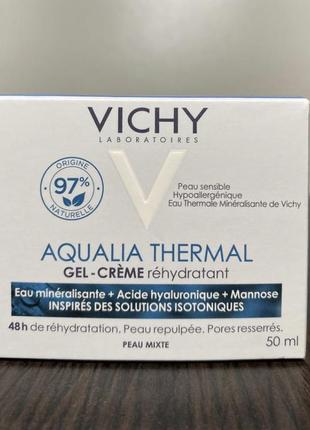 VICHY
LABORATOIRES
ORIGINE
97%
NATURELLE
Peau sensible
Hypoallergénique
Eau Thermale Minéralisante de Vichy
AQUALIA THERMAL
GEL-CRÈME réhydratant
Eau minéralisante + Acide hyaluronique + Mannose
INSPIRÉS DES SOLUTIONS ISOTONIQUES
48h de réhydratation, Peau repulpée. Pores resserrés.
PEAU MIXTE
50 ml